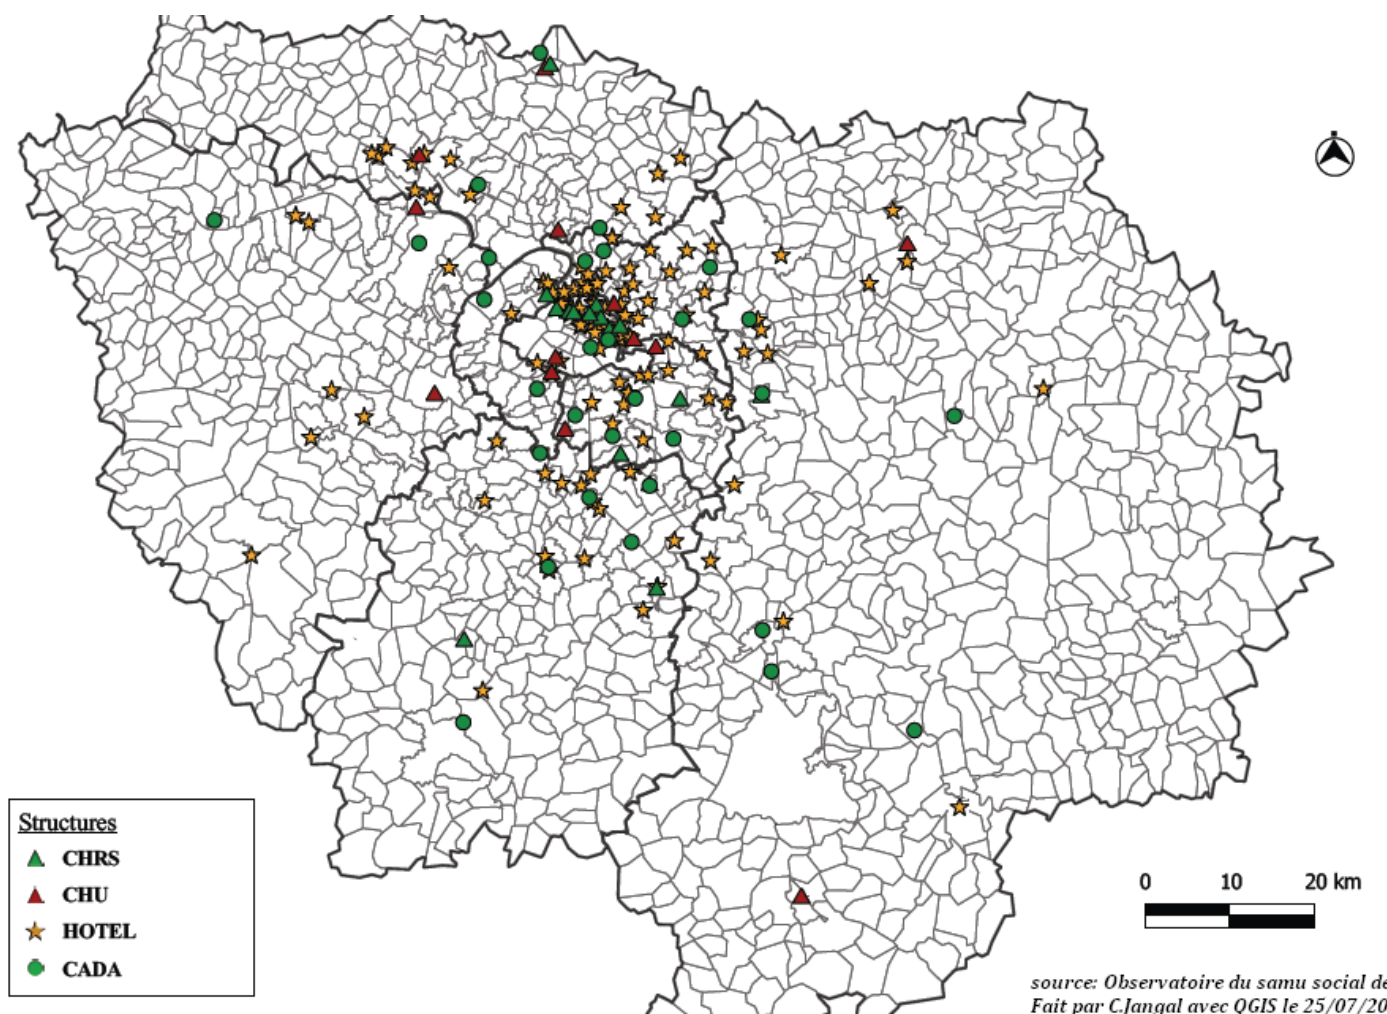 Structures
CHRS
CHU
HOTEL
CADA
0 10 20 km
source: Observatoire du samu social de
Fait par C.Jangal avec QGIS le 25/07/20